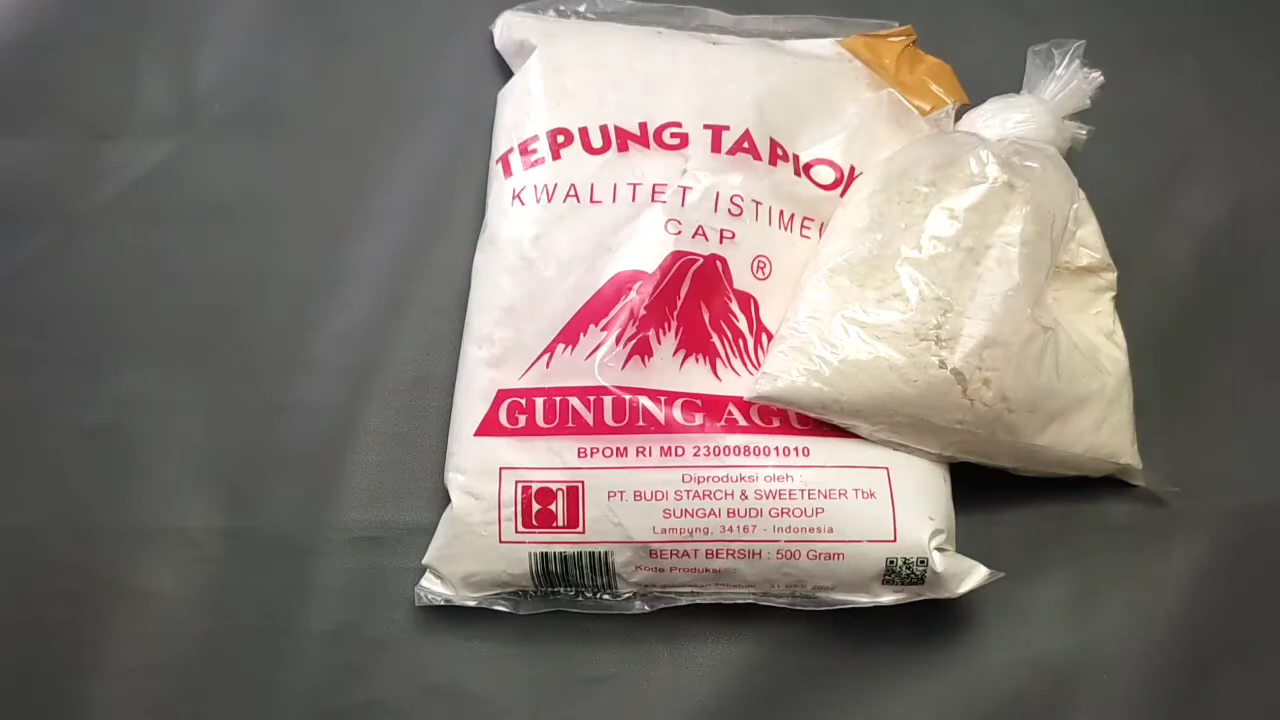 TEPUNG TAPIOK
KWALITET ISTIME
CAP
®
GUNUNG AGU
BPOM RI MD 230008001010
Diproduksi oleh :
PT. BUDI STARCH & SWEETENER Tbk
SUNGAI BUDI GROUP
Lampung, 34167 - Indonesia
BERAT BERSIH : 500 Gram
Kode Produksi :